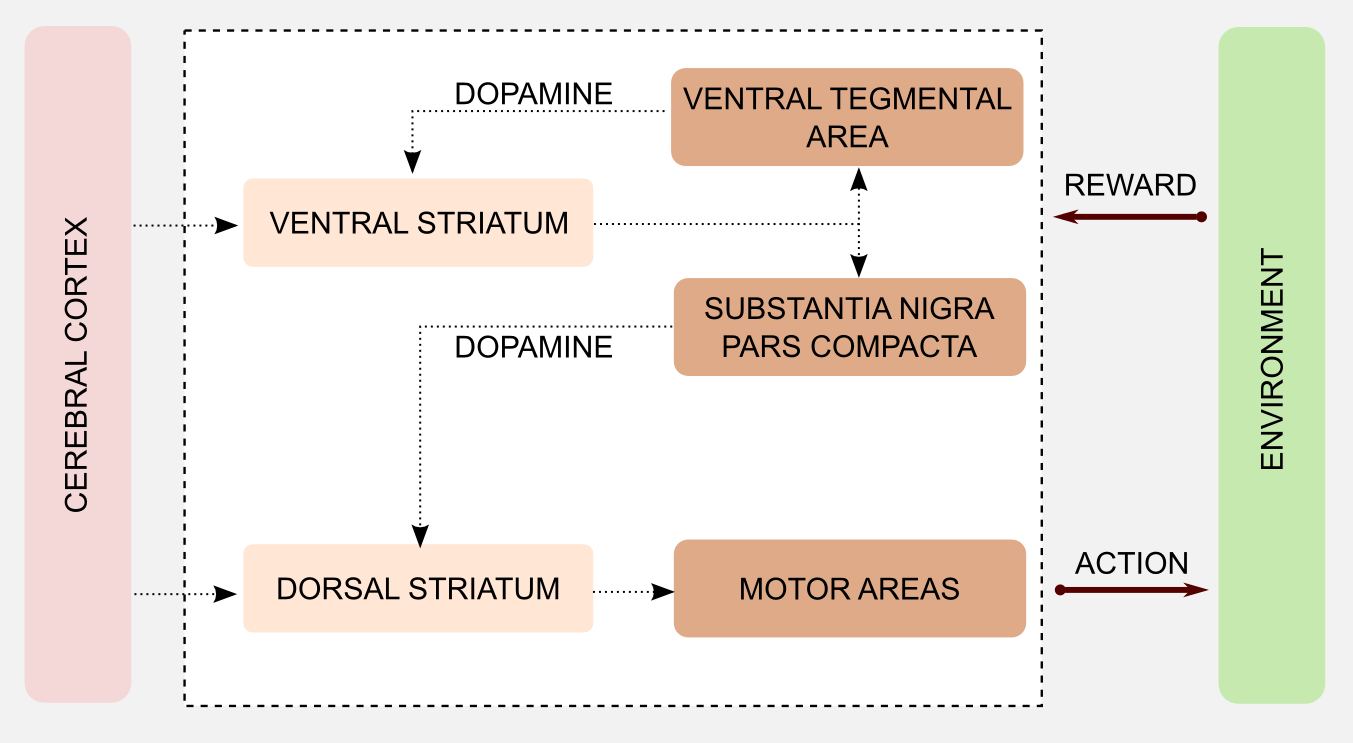 CEREBRAL CORTEX
DOPAMINE
VENTRAL TEGMENTAL
AREA
VENTRAL STRIATUM
SUBSTANTIA NIGRA
PARS COMPACTA
DOPAMINE
DORSAL STRIATUM
MOTOR AREAS
REWARD
ACTION
ENVIRONMENT